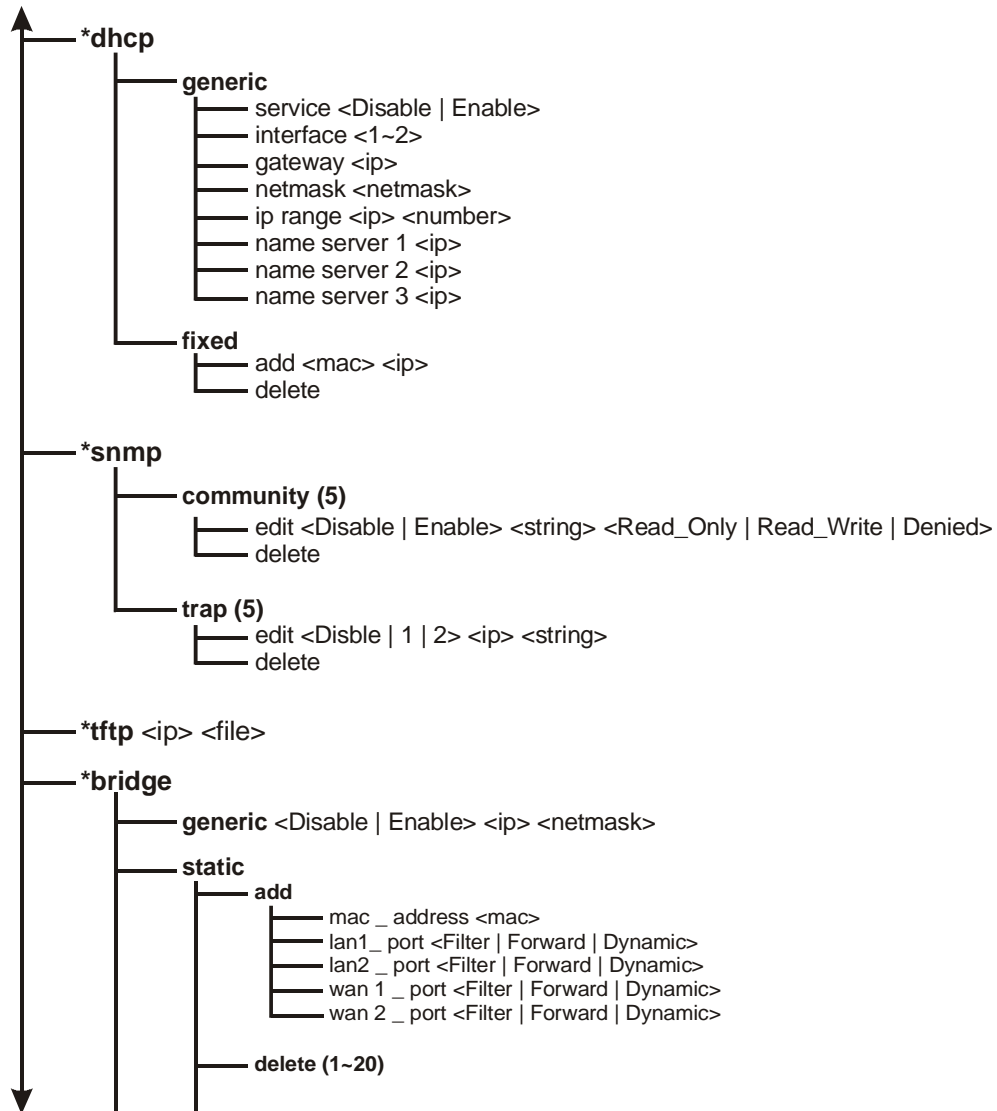 *dhcp
generic
service <Disable | Enable>
interface <1~2>
gateway <ip>
netmask <netmask>
ip range <ip> <number>
name server 1 <ip>
name server 2 <ip>
name server 3 <ip>
fixed
add <mac> <ip>
delete
*snmp
community (5)
edit <Disable | Enable> <string> <Read_Only | Read_Write | Denied>
delete
trap (5)
edit <Disble | 1 | 2> <ip> <string>
delete
*tftp <ip> <file>
*bridge
generic <Disable | Enable> <ip> <netmask>
static
add
mac _ address <mac>
lan1_ port <Filter | Forward | Dynamic>
lan2 _ port <Filter | Forward | Dynamic>
wan 1 _ port <Filter | Forward | Dynamic>
wan 2 _ port <Filter | Forward | Dynamic>
delete (1~20)